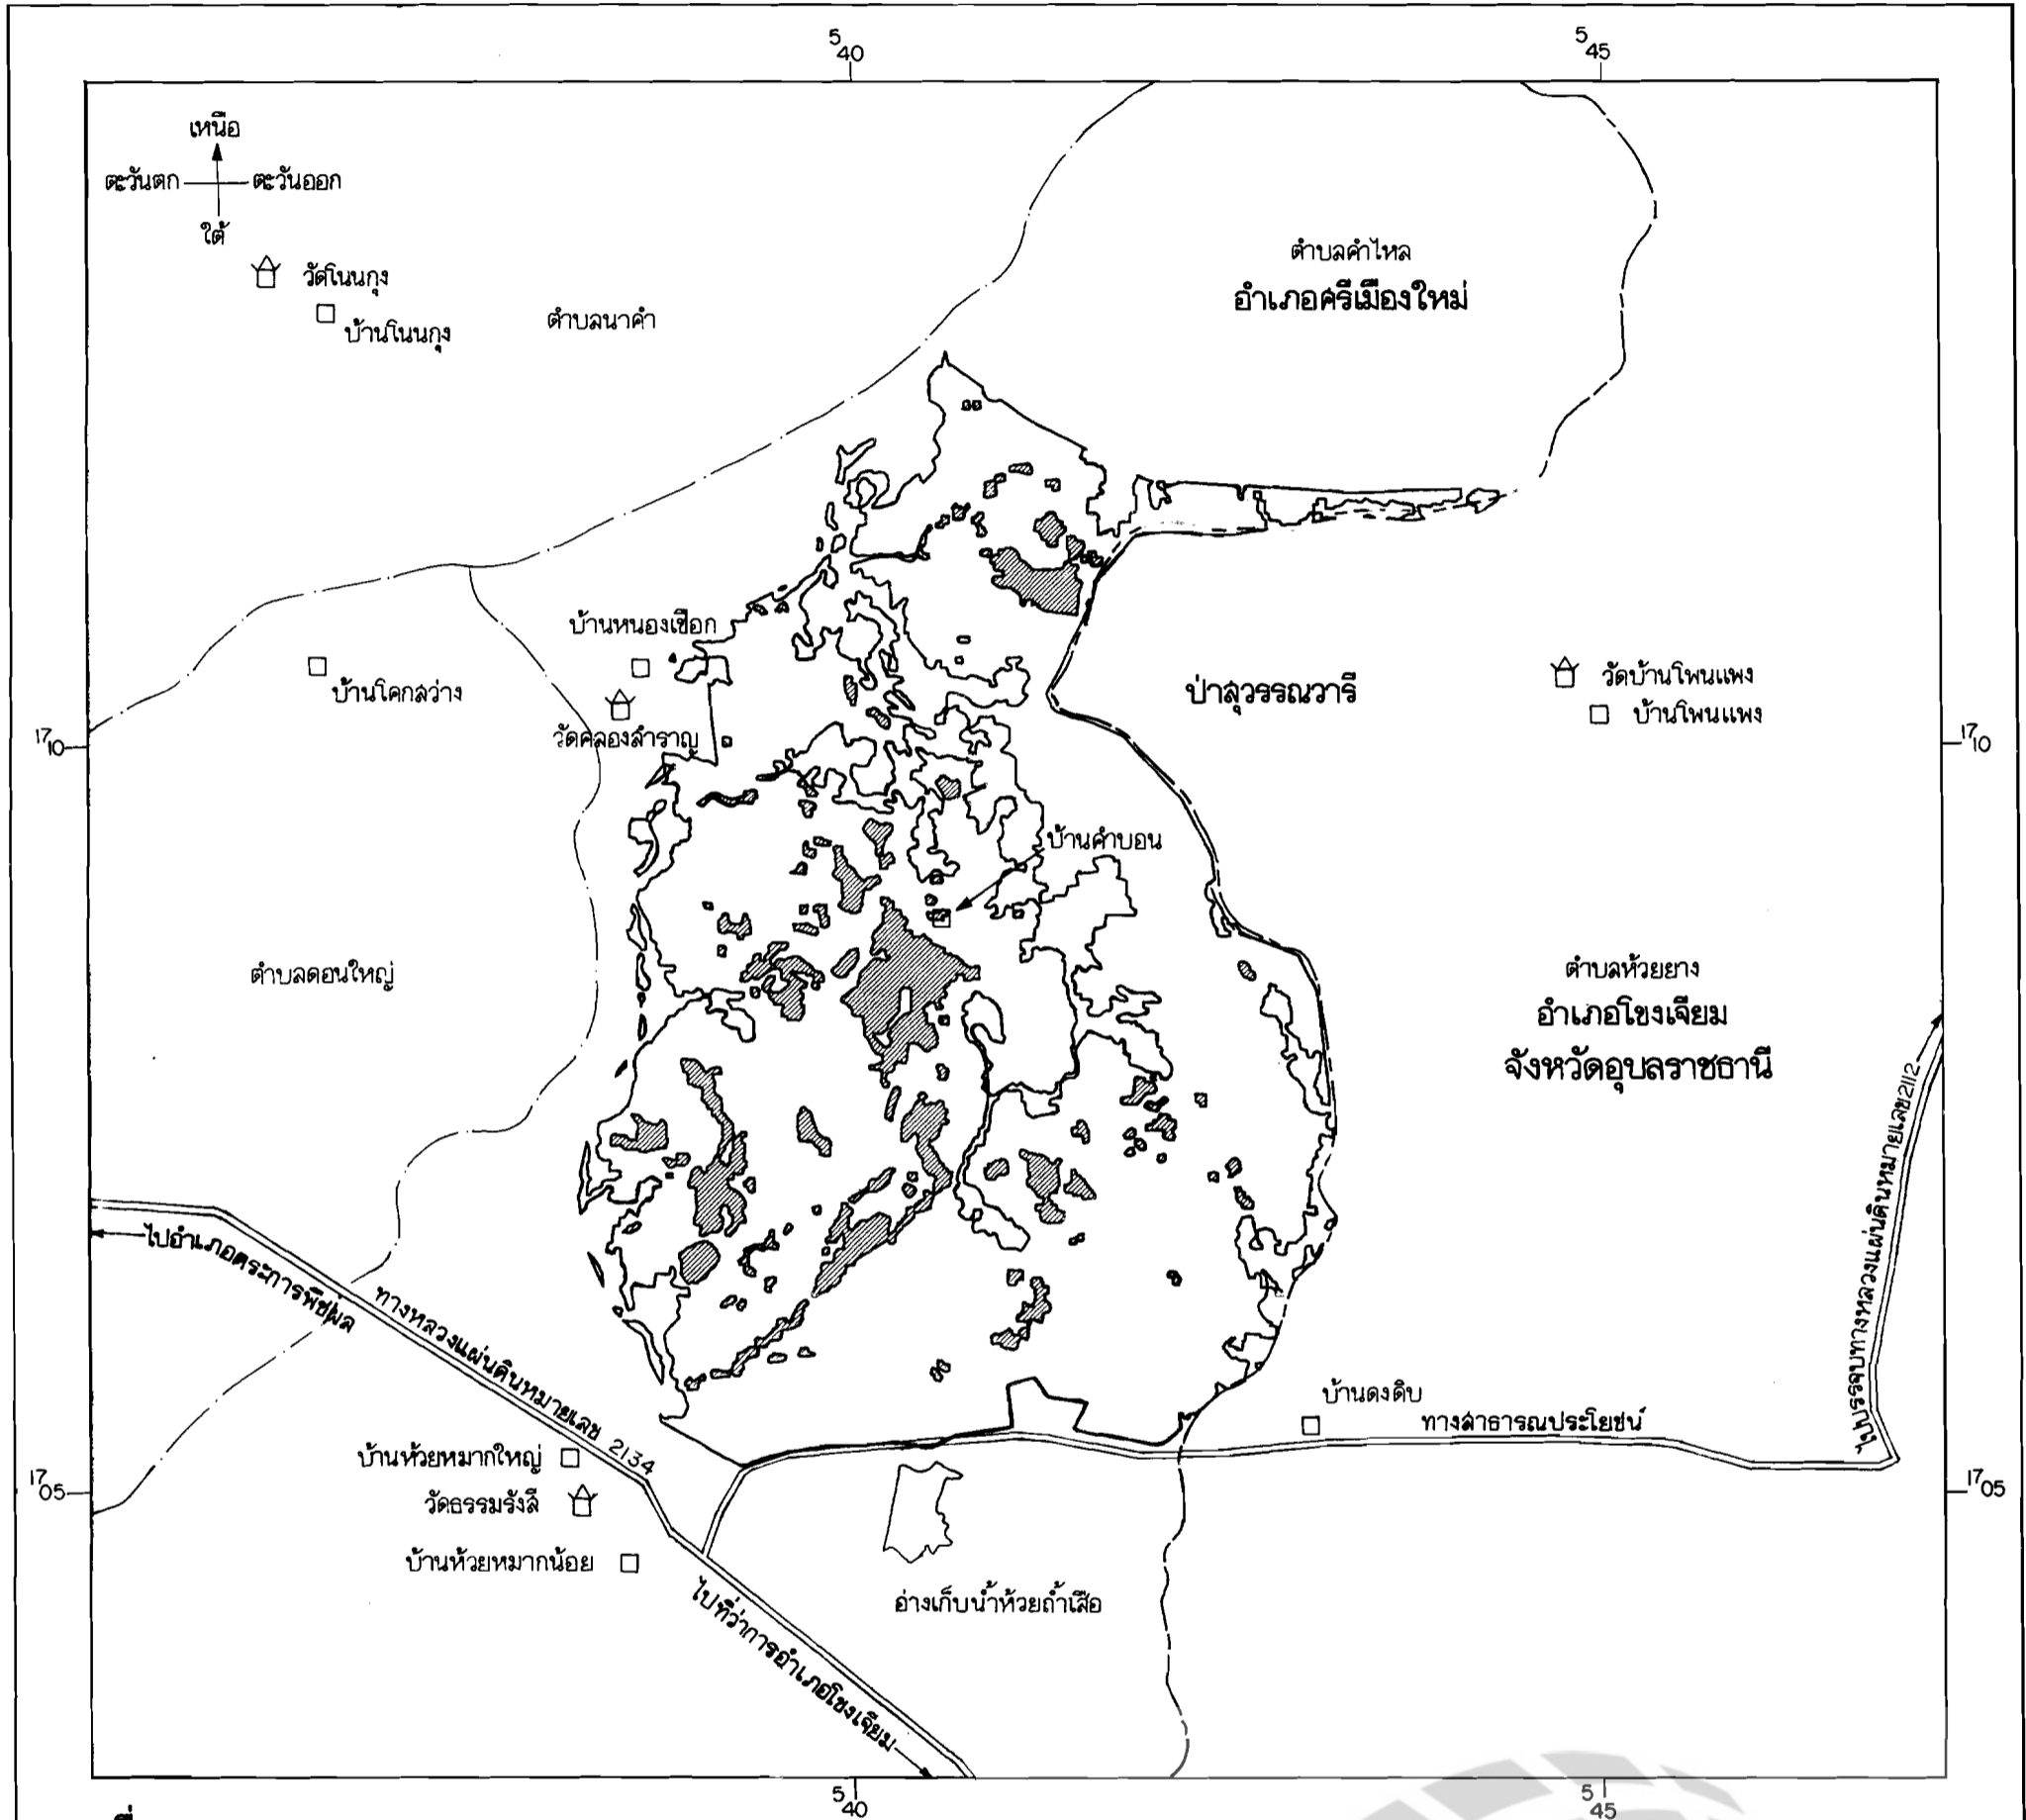 5 40
5 45
เหนือ
ตะวันตก
ตะวันออก
ใต้
วัดโนนกุง
บ้านโนนกุง
ตำบลนาคำ
ตำบลคำไหล
อำเภอศรีเมืองใหม่
บ้านหนองเชือก
บ้านโคกสว่าง
วัดคลองสำราญ
ป่าสุวรรณวารี
วัดบ้านโพนแพง
บ้านโพนแพง
17 10
17 10
บ้านคำบอน
ตำบลดอนใหญ่
ตำบลห้วยยาง
อำเภอโขงเจียม
จังหวัดอุบลราชธานี
ไปบรรจบทางหลวงแผ่นดินหมายเลข 2112
ไปอำเภอตระการพืชผล
ทางหลวงแผ่นดินหมายเลข 2134
บ้านดงดิบ
ทางสาธารณประโยชน์
บ้านห้วยหมากใหญ่
17 05
17 05
วัดธรรมรังสี
บ้านห้วยหมากน้อย
อ่างเก็บน้ำห้วยถ้ำเสือ
ไปที่ว่าการอำเภอโขงเจียม
5 40
5 45